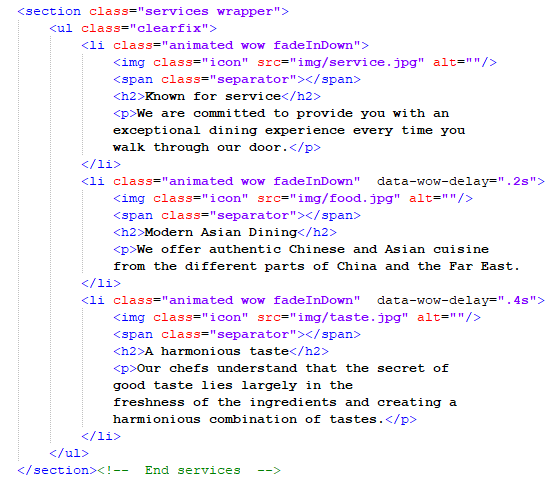 <section class="services wrapper">
<ul class="clearfix">
<li class="animated wow fadeInDown">
<img class="icon" src="img/service.jpg" alt=""/>
<span class="separator"></span>
<h2>Known for service</h2>
<p>We are committed to provide you with an
exceptional dining experience every time you
walk through our door.</p>
</li>
<li class="animated wow fadeInDown"  data-wow-delay=".2s">
<img class="icon" src="img/food.jpg" alt=""/>
<span class="separator"></span>
<h2>Modern Asian Dining</h2>
<p>We offer authentic Chinese and Asian cuisine
from the different parts of China and the Far East.
</li>
<li class="animated wow fadeInDown"  data-wow-delay=".4s">
<img class="icon" src="img/taste.jpg" alt=""/>
<span class="separator"></span>
<h2>A harmonious taste</h2>
<p>Our chefs understand that the secret of
good taste lies largely in the
freshness of the ingredients and creating a
harmionious combination of tastes.</p>
</li>
</ul>
</section><!--  End services  -->